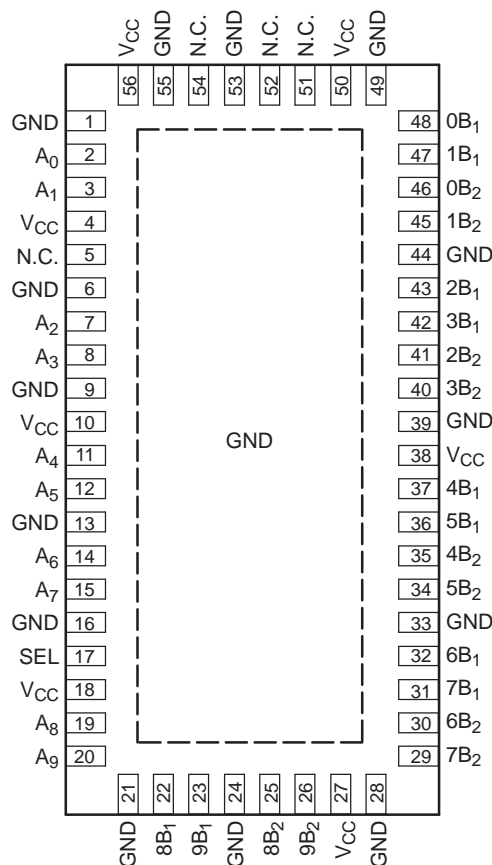 VCC GND N.C. GND N.C. N.C. VCC GND
56 55 54 53 52 51 50 49
GND 1 48 0B1
A0 2 47 1B1
A1 3 46 0B2
VCC 4 45 1B2
N.C. 5 44 GND
GND 6 43 2B1
A2 7 42 3B1
A3 8 41 2B2
GND 9 40 3B2
VCC 10 39 GND
GND
A4 11 38 VCC
A5 12 37 4B1
GND 13 36 5B1
A6 14 35 4B2
A7 15 34 5B2
GND 16 33 GND
SEL 17 32 6B1
VCC 18 31 7B1
A8 19 30 6B2
A9 20 29 7B2
21 22 23 24 25 26 27 28
GND 8B1 9B1 GND 8B2 9B2 VCC GND